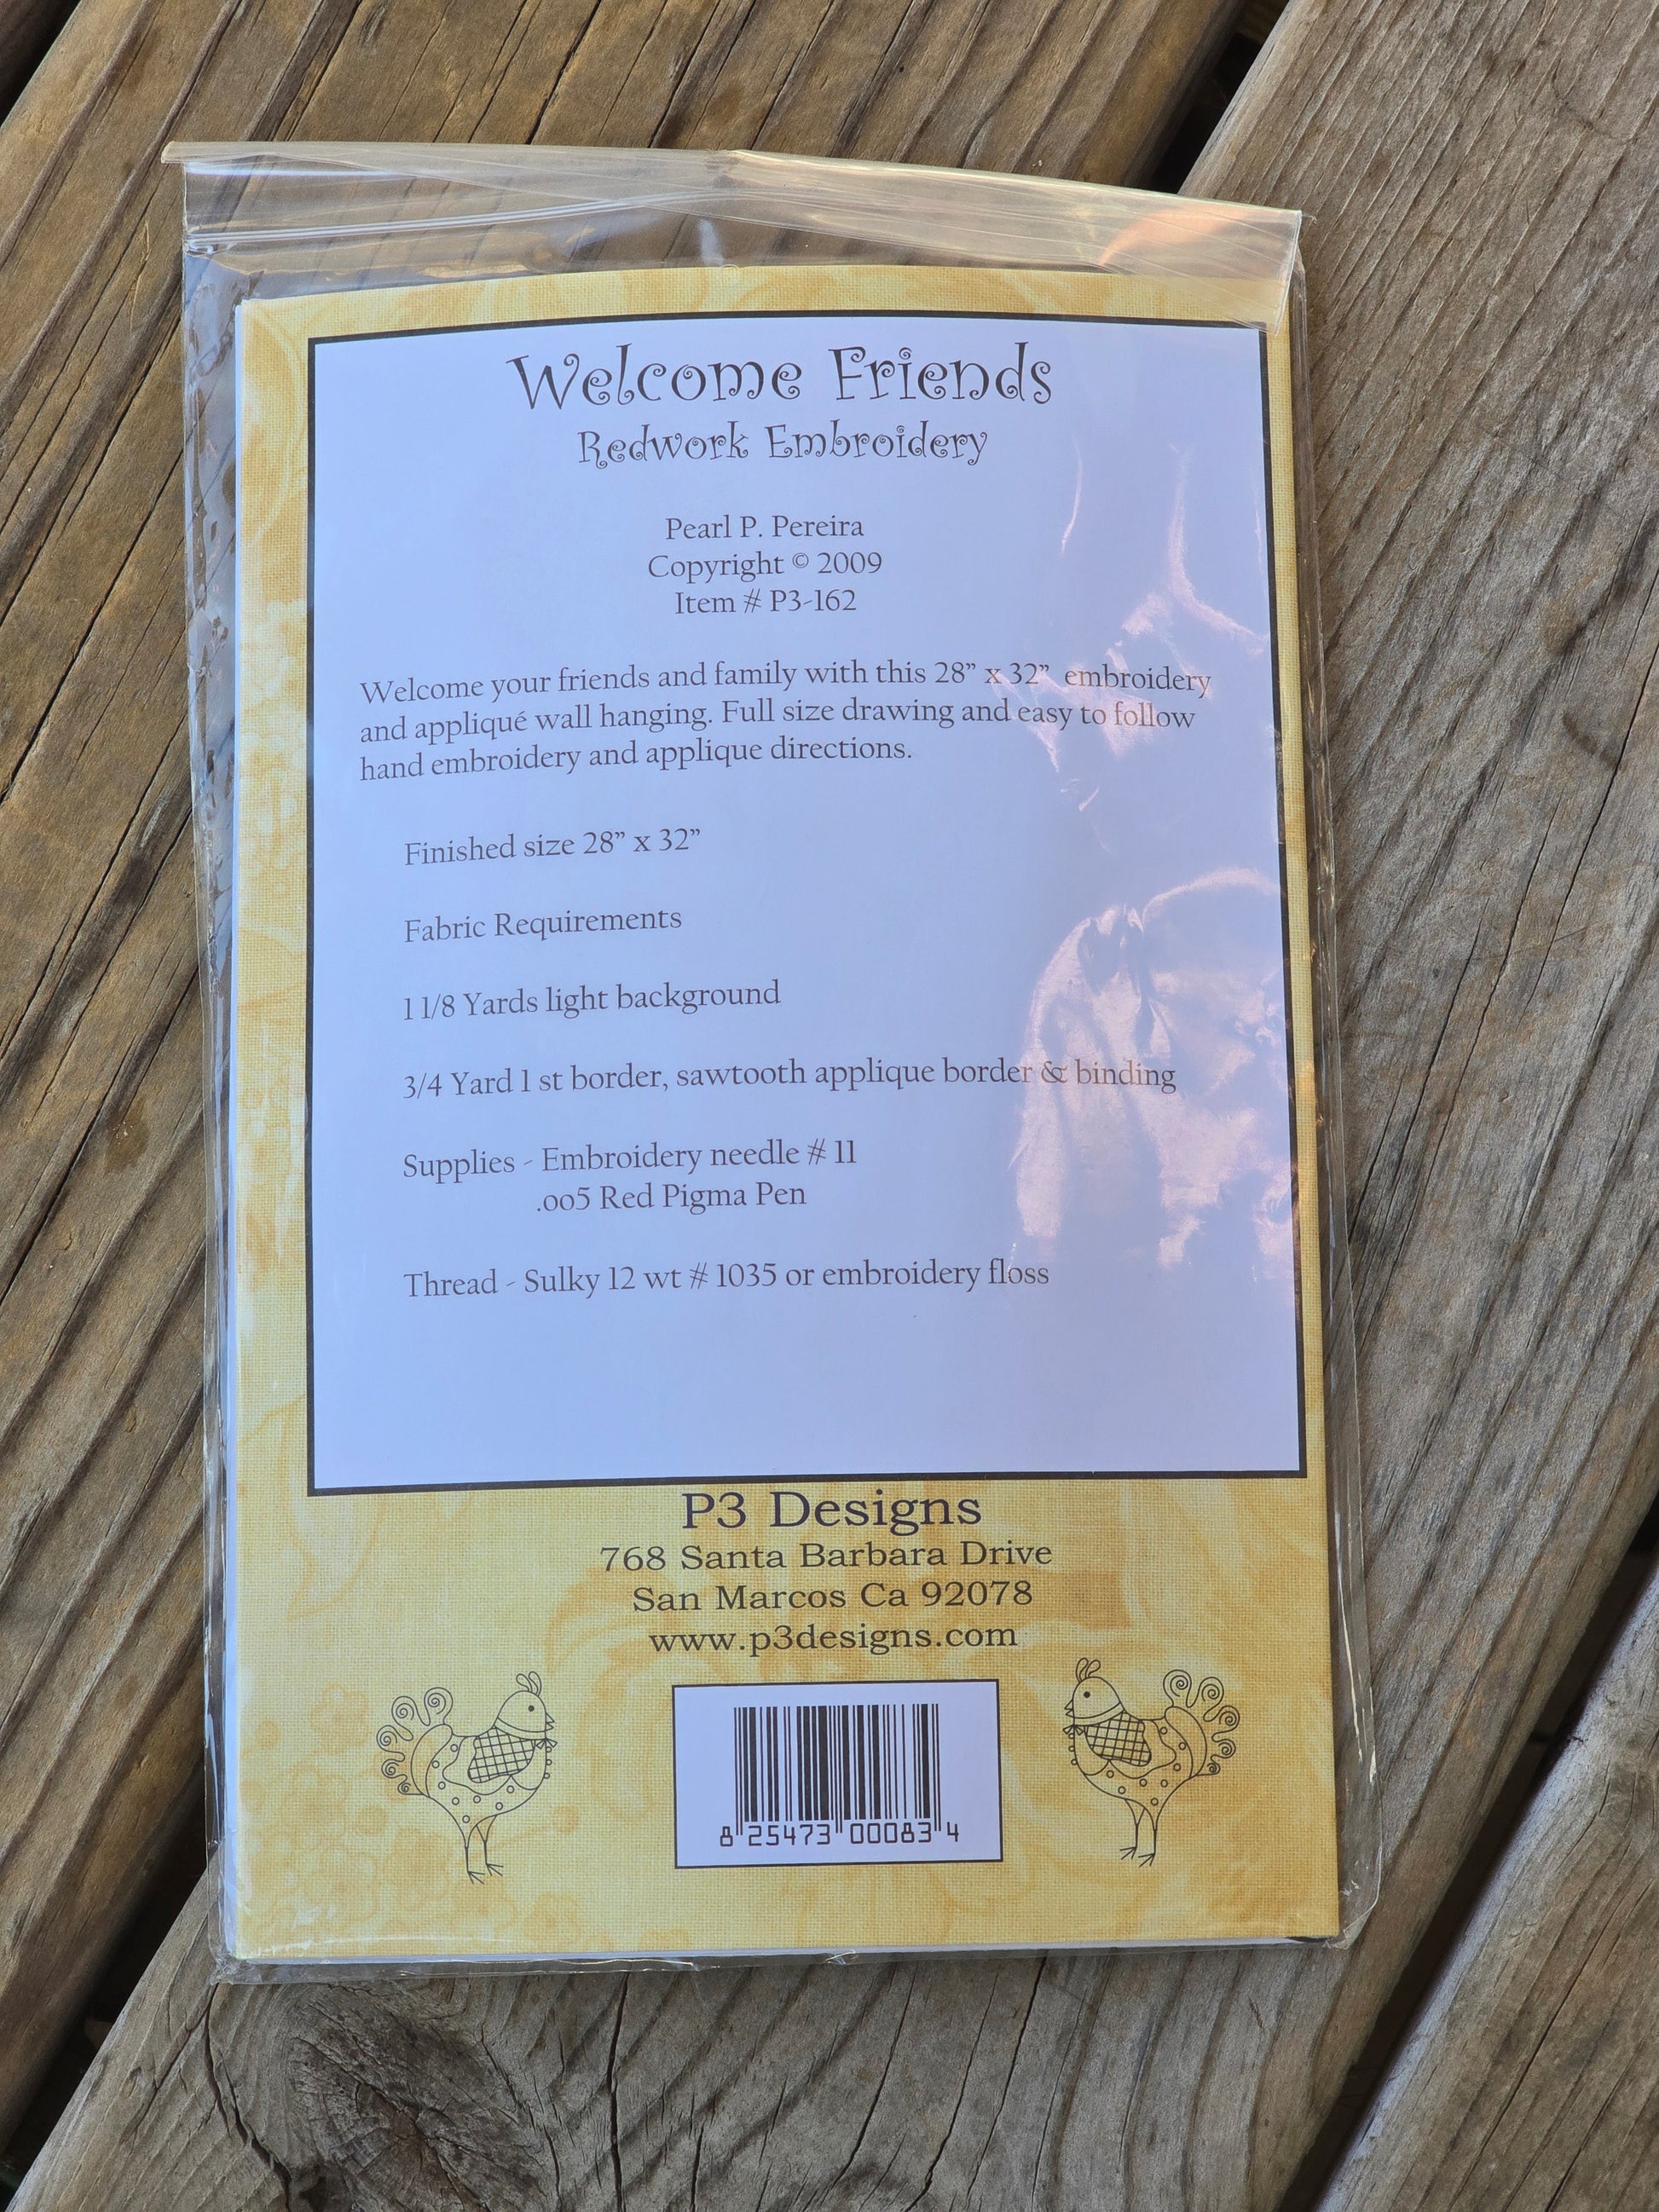 Welcome Friends
Redwork Embroidery
Pearl P. Pereira
Copyright © 2009
Item # P3-162
Welcome your friends and family with this 28” x 32” embroidery
and appliqué wall hanging. Full size drawing and easy to follow
hand embroidery and applique directions.
Finished size 28” x 32”
Fabric Requirements
1 1/8 Yards light background
3/4 Yard 1 st border, sawtooth applique border & binding
Supplies - Embroidery needle # 11
.005 Red Pigma Pen
Thread - Sulky 12 wt # 1035 or embroidery floss
P3 Designs
768 Santa Barbara Drive
San Marcos Ca 92078
www.p3designs.com
8 25473 00083 4